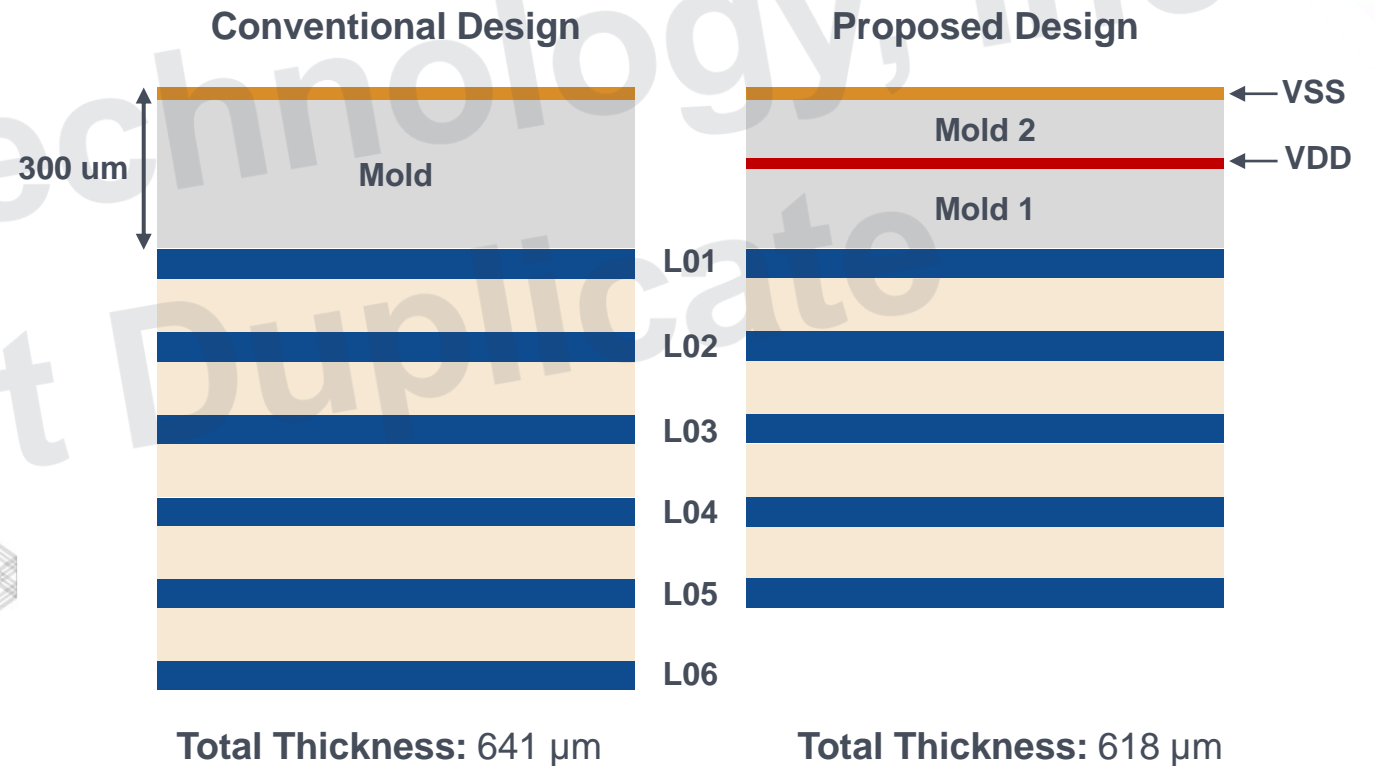 Conventional Design
Proposed Design
VSS
Mold 2
300 um
Mold
VDD
Mold 1
L01
L02
L03
L04
L05
L06
Total Thickness: 641 µm
Total Thickness: 618 µm
t Duplicate